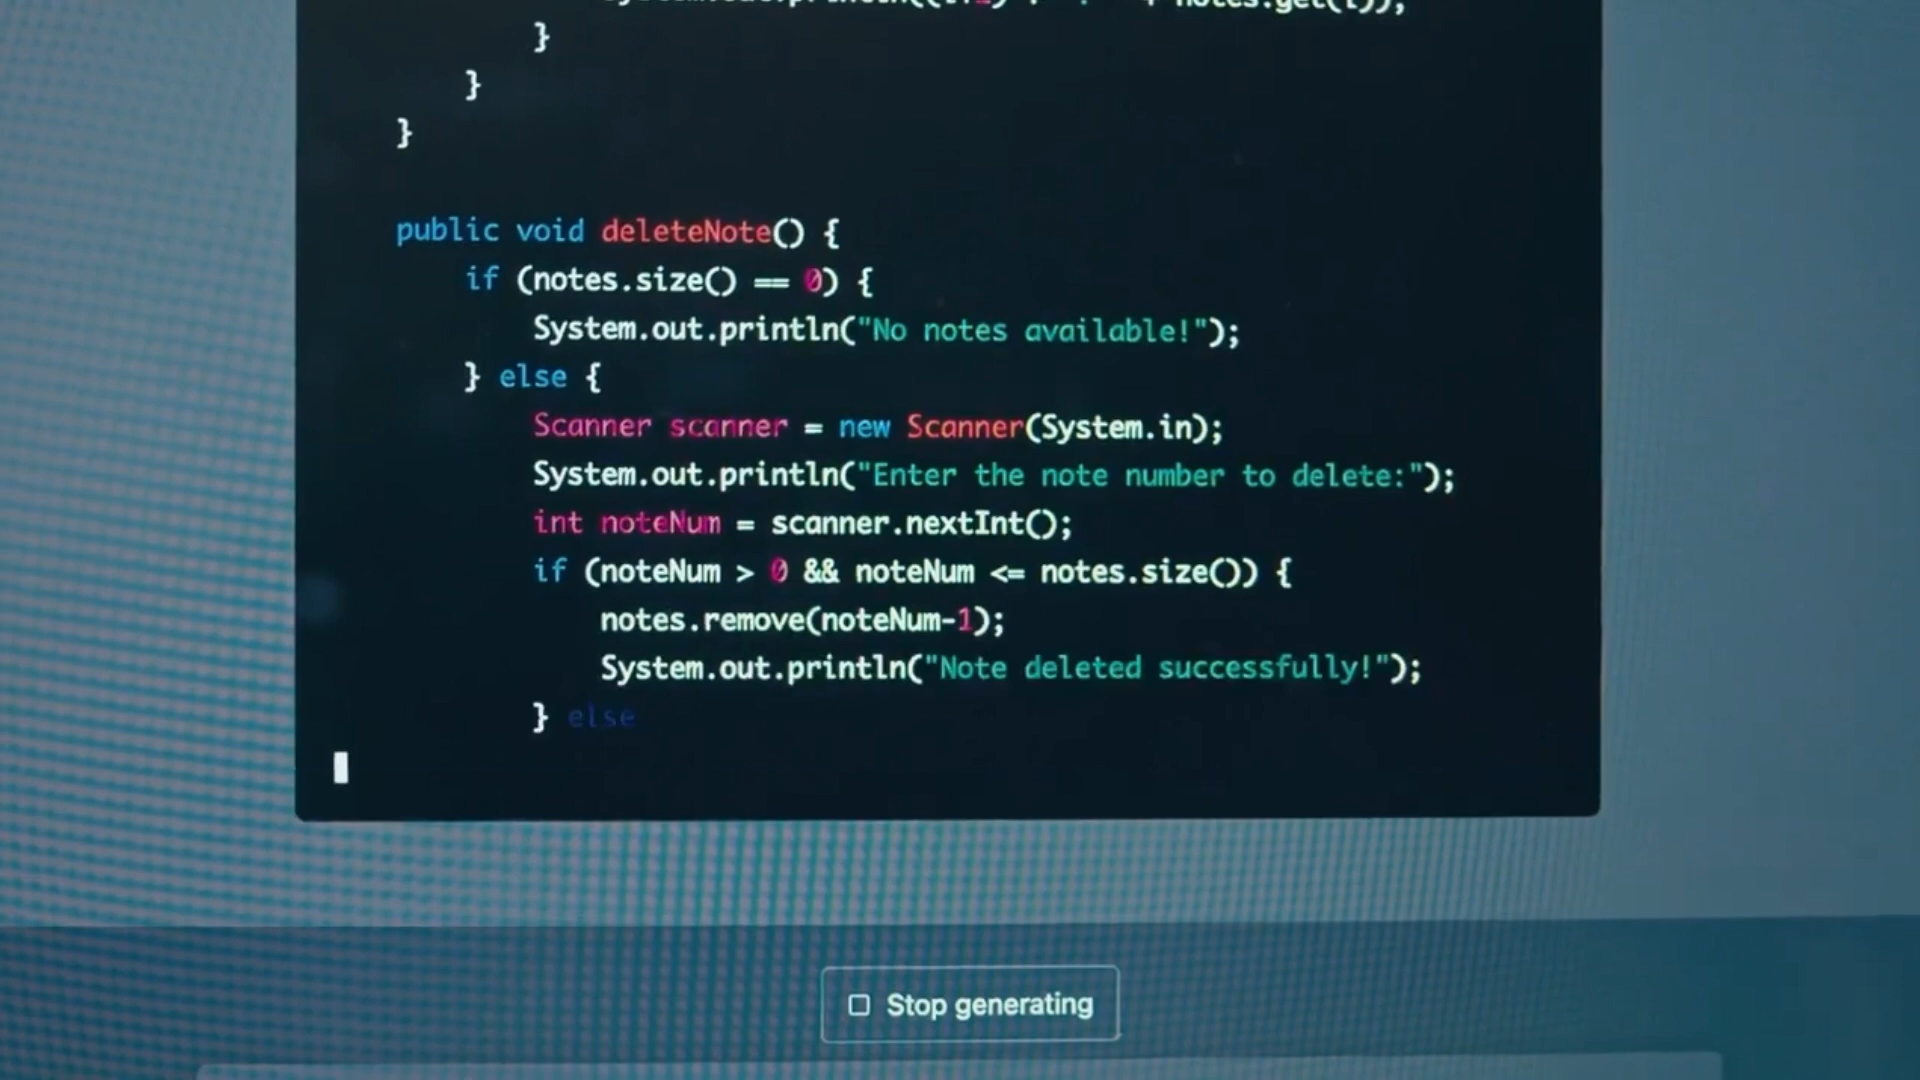 }
}
}
public void deleteNote() {
if (notes.size() == 0) {
System.out.println("No notes available!");
} else {
Scanner scanner = new Scanner(System.in);
System.out.println("Enter the note number to delete:");
int noteNum = scanner.nextInt();
if (noteNum > 0 && noteNum <= notes.size()) {
notes.remove(noteNum-1);
System.out.println("Note deleted successfully!");
} else
Stop generating